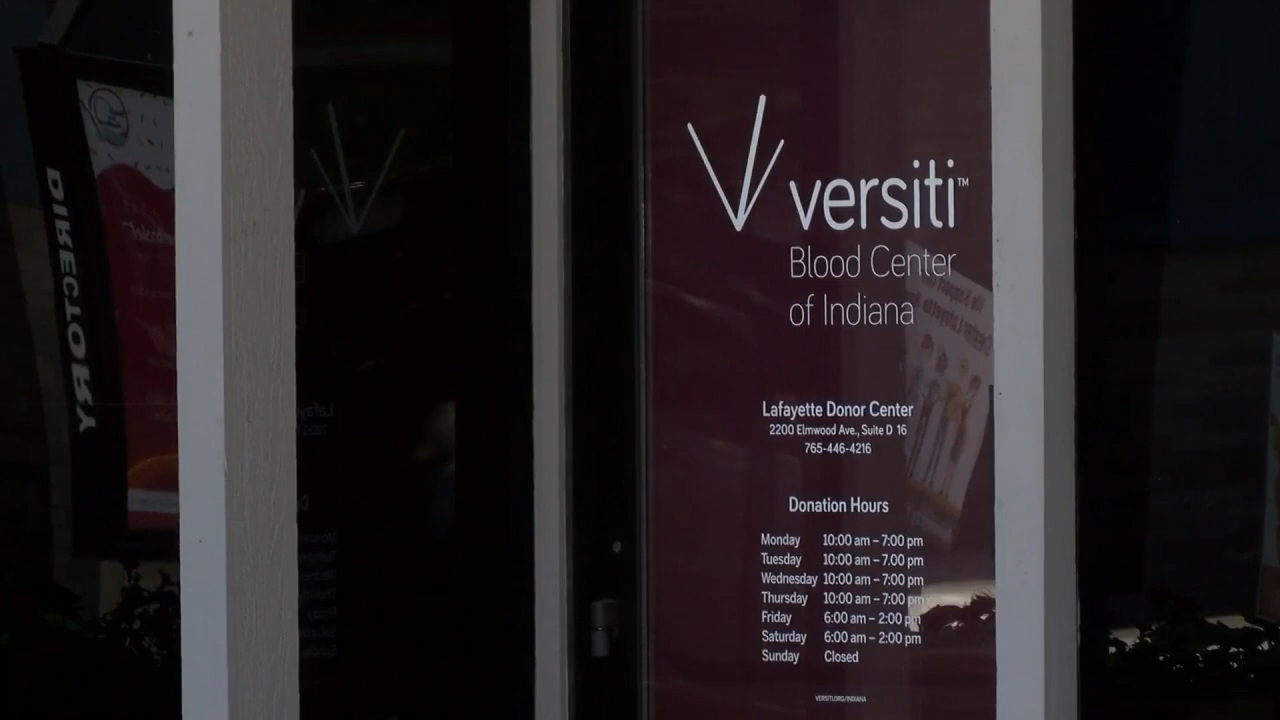 DIRECTORY
versiti™
Blood Center
of Indiana
Lafayette Donor Center
2200 Elmwood Ave., Suite D 16
765-446-4216
Donation Hours
Monday 10:00 am – 7:00 pm
Tuesday 10:00 am – 7.00 pm
Wednesday 10:00 am – 7:00 pm
Thursday 10:00 am – 7:00 pm
Friday 6:00 am – 2:00 pm
Saturday 6:00 am – 2:00 pm
Sunday Closed
VERSITI.ORG/INDIANA